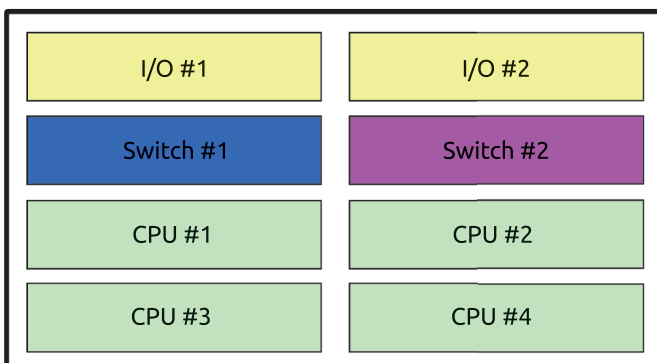 I/O #1
I/O #2
Switch #1
Switch #2
CPU #1
CPU #2
CPU #3
CPU #4